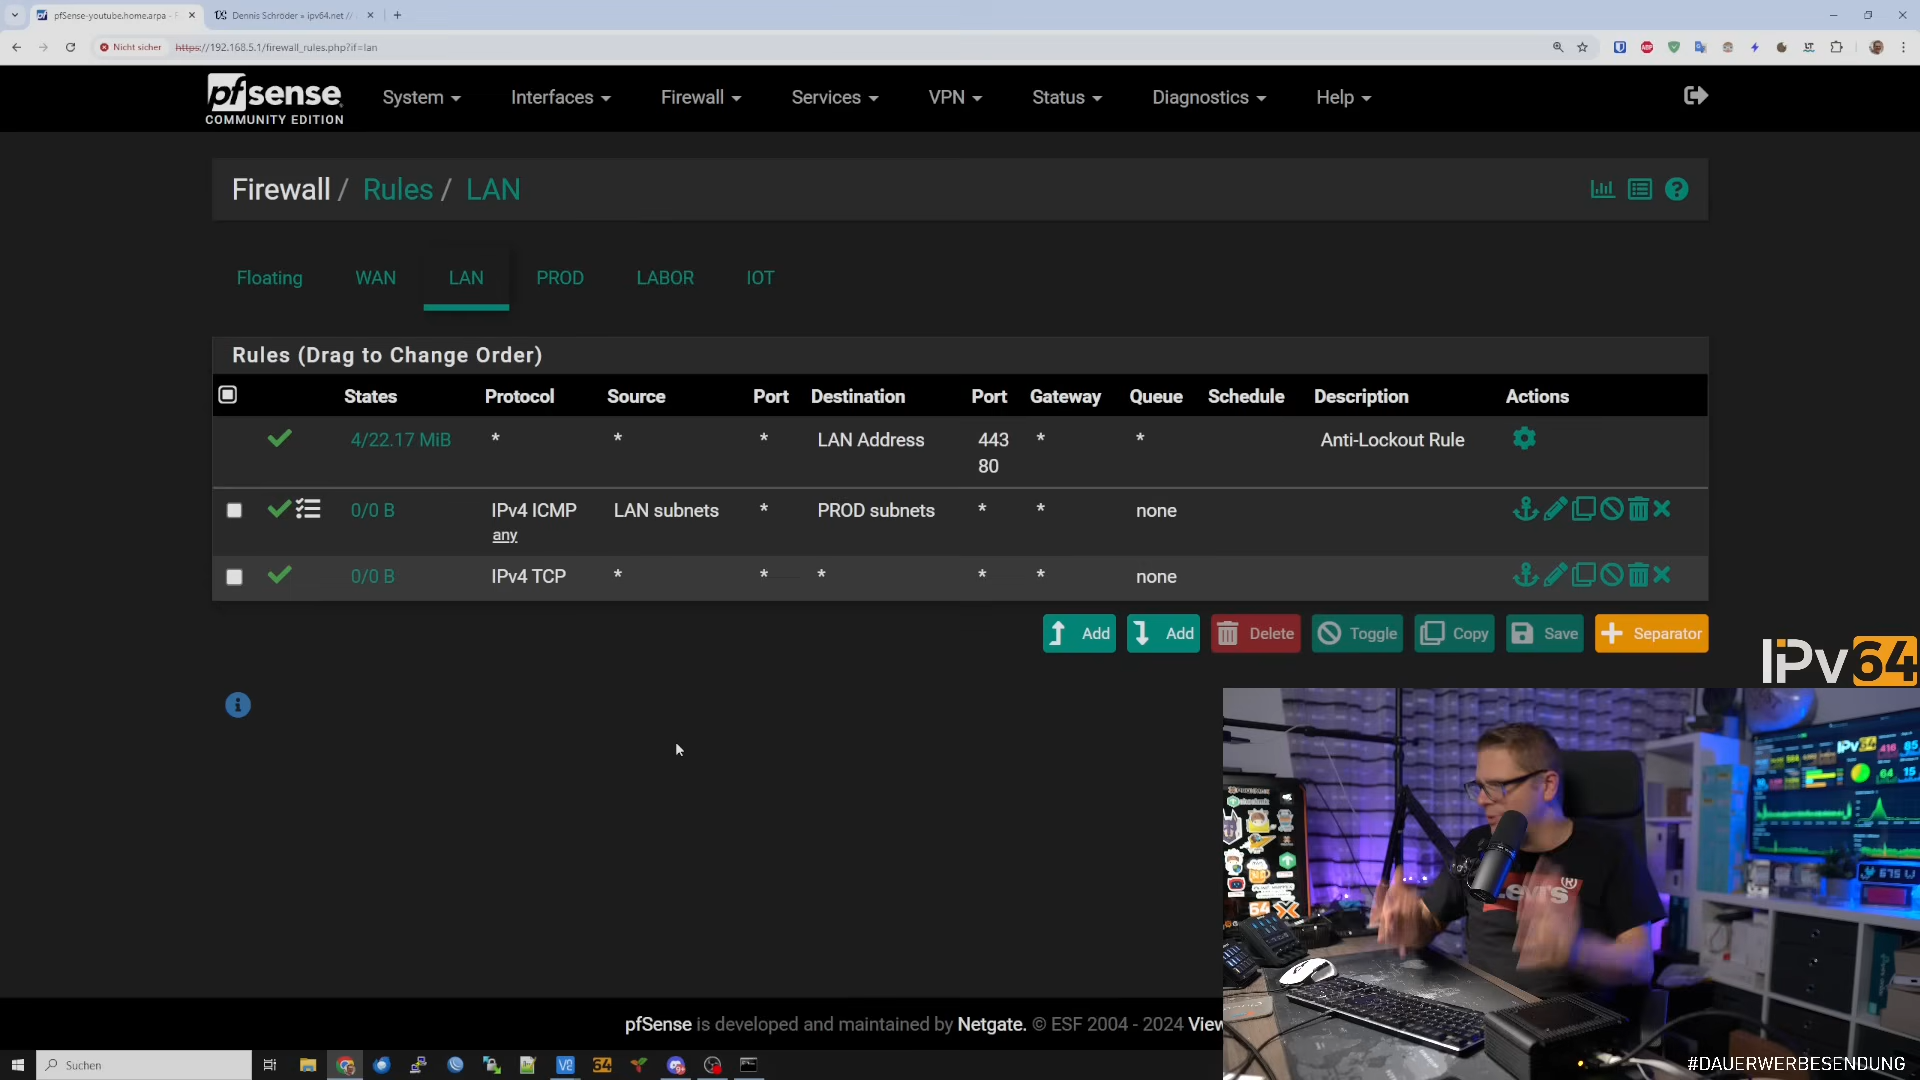 pfSense-youtube.home.arpa - F
Dennis Schröder » ipv64.net //
Nicht sicher
https://192.168.5.1/firewall_rules.php?if=lan
pfsense
COMMUNITY EDITION
System
Interfaces
Firewall
Services
VPN
Status
Diagnostics
Help
Firewall / Rules / LAN
Floating
WAN
LAN
PROD
LABOR
IOT
Rules (Drag to Change Order)
States Protocol Source Port Destination Port Gateway Queue Schedule Description Actions
4/22.17 MiB * * * LAN Address 443 * * Anti-Lockout Rule
80
0/0 B IPv4 ICMP LAN subnets * PROD subnets * * none
any
0/0 B IPv4 TCP * * * * * none
Add
Add
Delete
Toggle
Copy
Save
Separator
IPv64
pfSense is developed and maintained by Netgate. © ESF 2004 - 2024 View
Suchen
#DAUERWERBESENDUNG